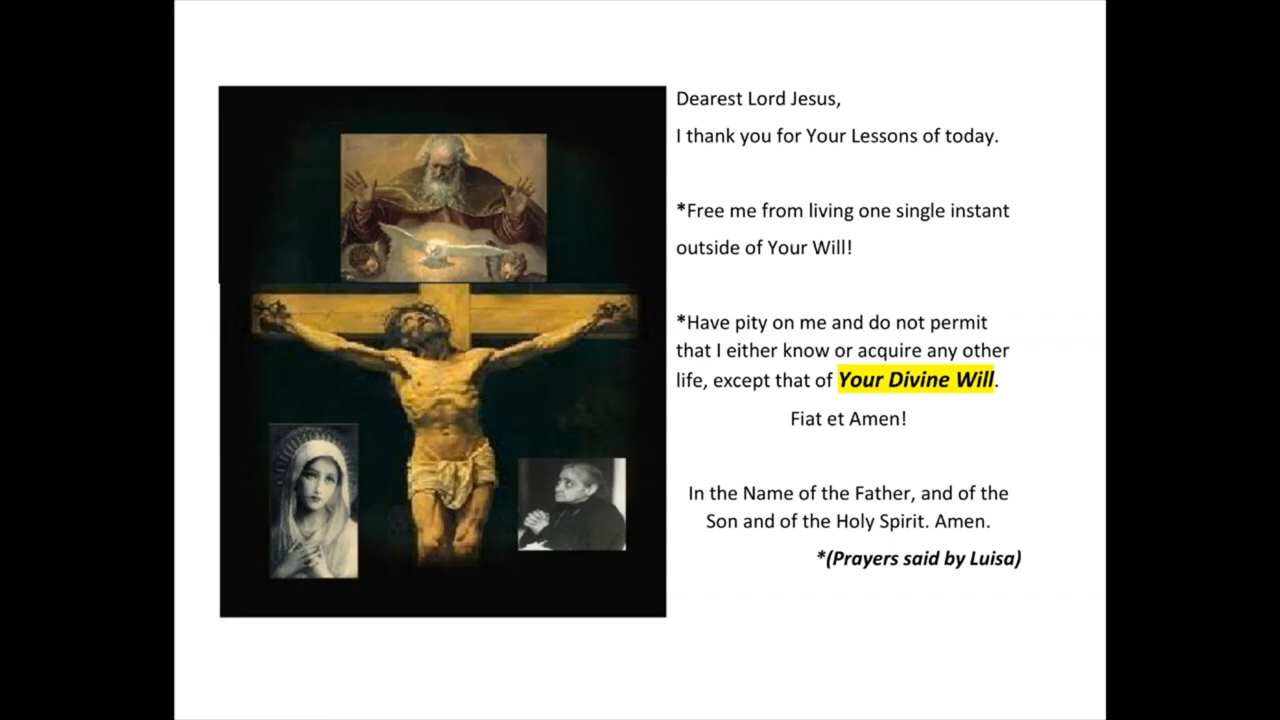 Dearest Lord Jesus,
I thank you for Your Lessons of today.
*Free me from living one single instant
outside of Your Will!
*Have pity on me and do not permit
that I either know or acquire any other
life, except that of Your Divine Will.
Fiat et Amen!
In the Name of the Father, and of the
Son and of the Holy Spirit. Amen.
*(Prayers said by Luisa)